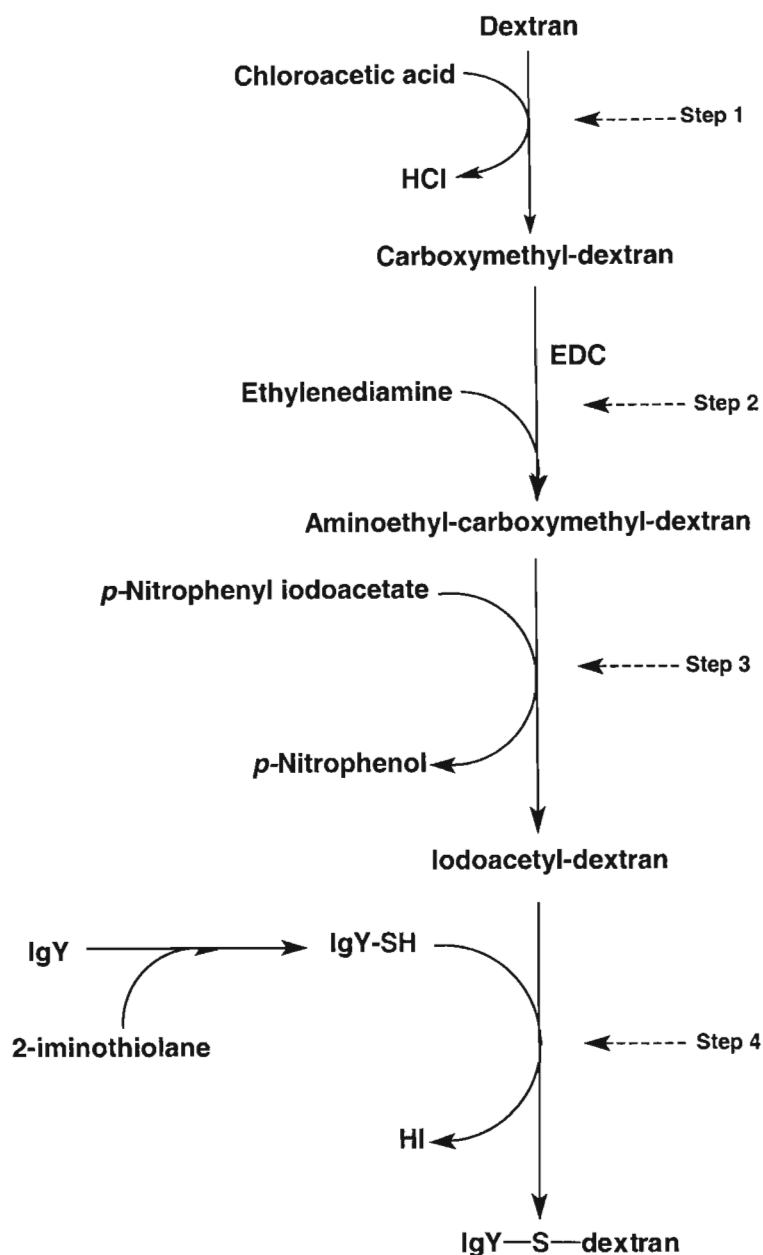 Dextran
Chloroacetic acid
Step 1
HCl
Carboxymethyl-dextran
EDC
Ethylenediamine
Step 2
Aminoethyl-carboxymethyl-dextran
p-Nitrophenyl iodoacetate
Step 3
p-Nitrophenol
Iodoacetyl-dextran
IgY
IgY-SH
2-iminothiolane
Step 4
HI
IgY—S—dextran